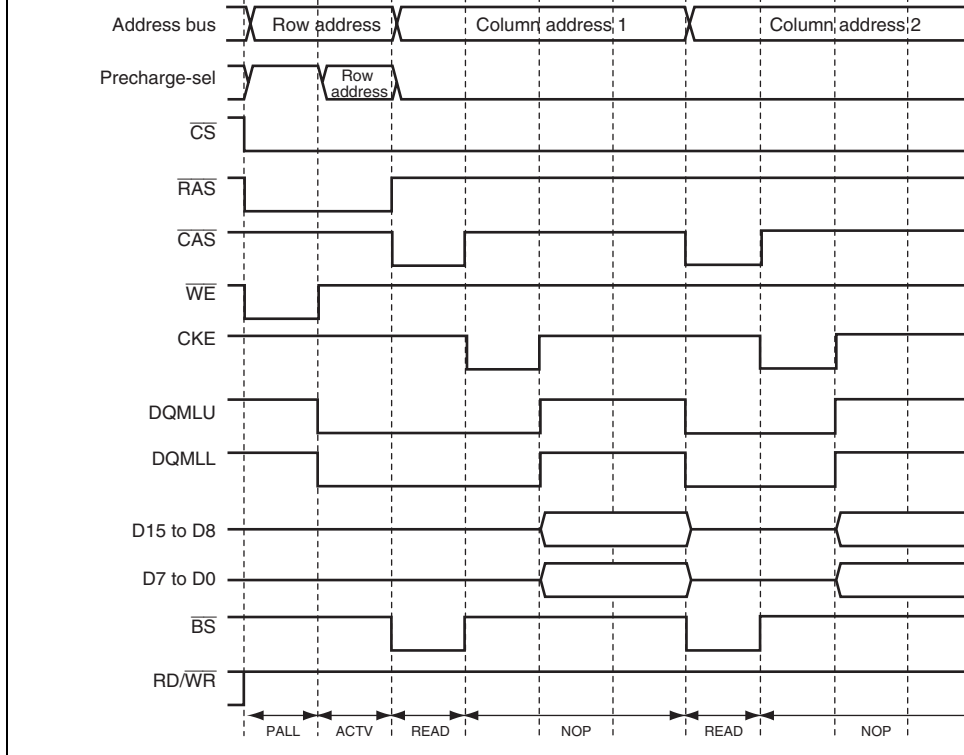 Address bus Row address Column address 1 Column address 2
Precharge-sel Row
address
CS
RAS
CAS
WE
CKE
DQMLU
DQMLL
D15 to D8
D7 to D0
BS
RD/WR
PALL ACTV READ NOP READ NOP